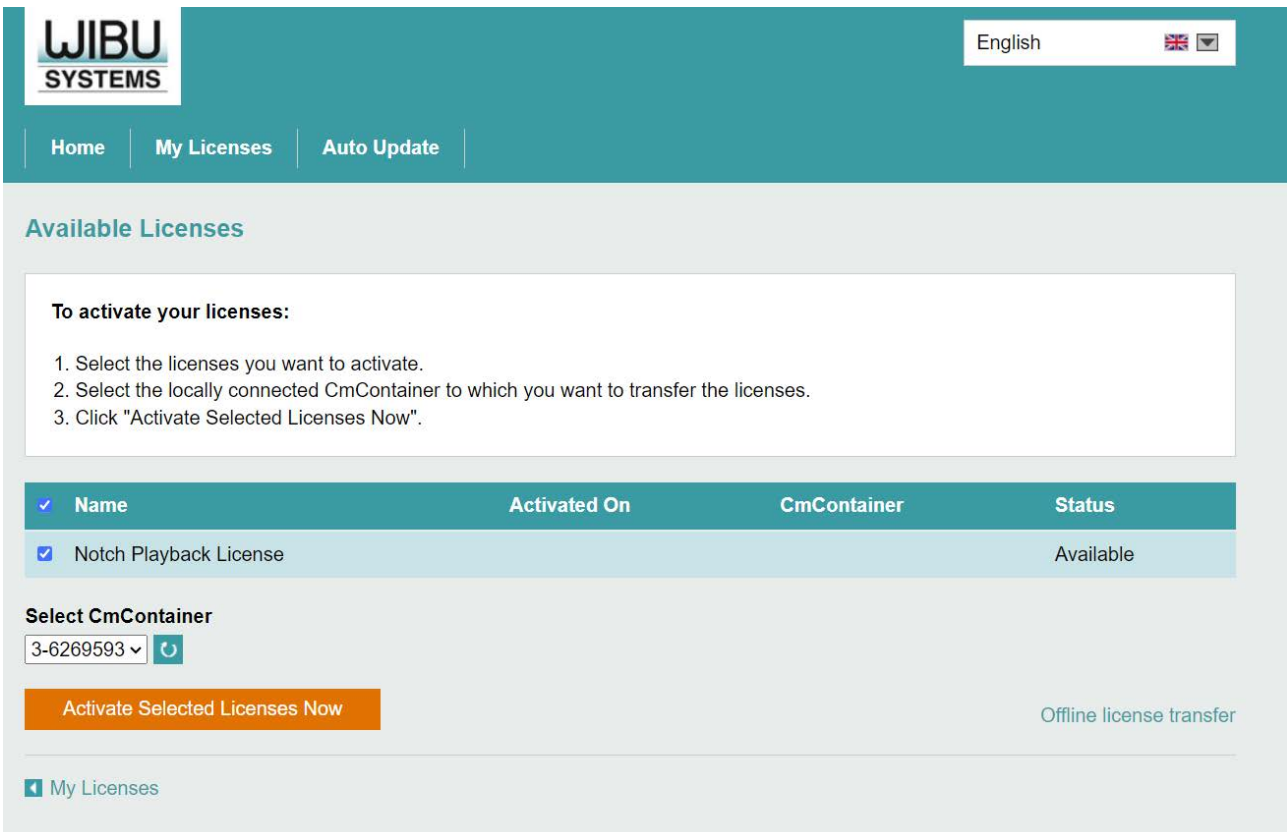 WIBU
SYSTEMS
English
Home My Licenses Auto Update
Available Licenses
To activate your licenses:
1. Select the licenses you want to activate.
2. Select the locally connected CmContainer to which you want to transfer the licenses.
3. Click "Activate Selected Licenses Now".
Name Activated On CmContainer Status
Notch Playback License Available
Select CmContainer
3-6269593
Activate Selected Licenses Now
Offline license transfer
My Licenses